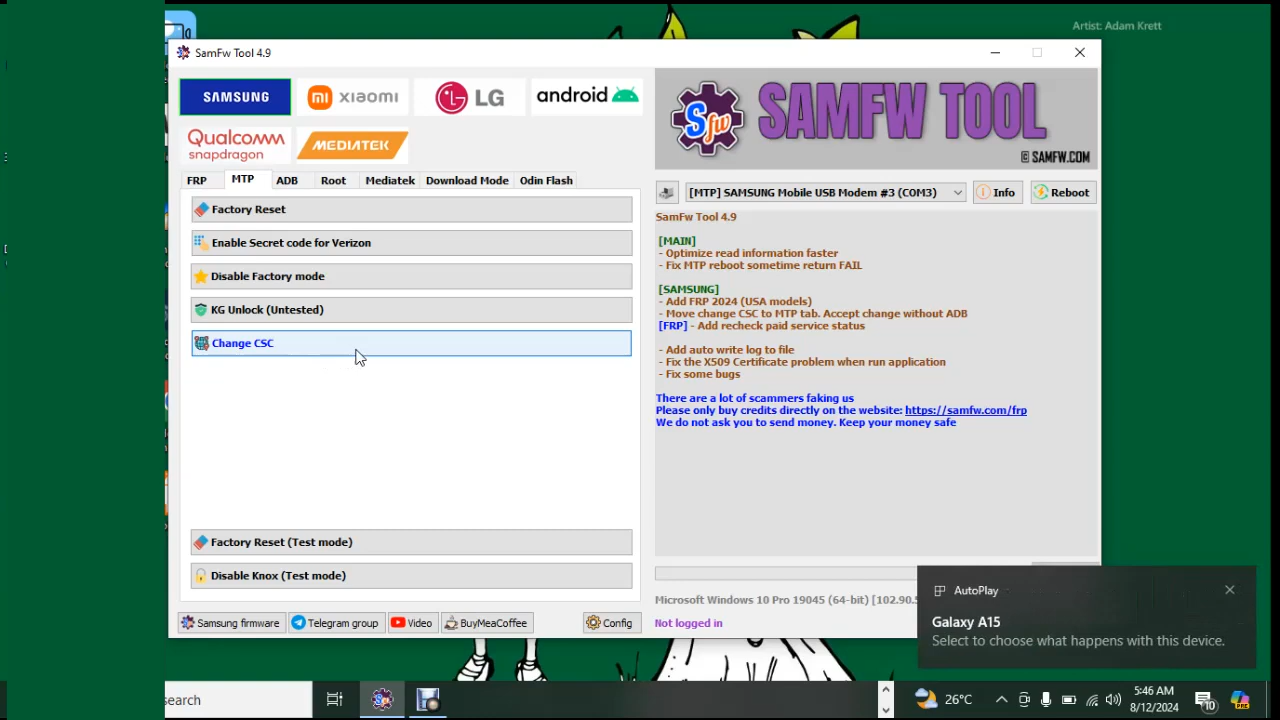 Artist: Adam Krett
SamFw Tool 4.9
SAMSUNG
xiaomi
LG
android
Qualcomm
snapdragon
MEDIATEK
Sfw
SAMFW TOOL
© SAMFW.COM
FRP
MTP
ADB
Root
Mediatek
Download Mode
Odin Flash
[MTP] SAMSUNG Mobile USB Modem #3 (COM3)
Info
Reboot
Factory Reset
Enable Secret code for Verizon
Disable Factory mode
KG Unlock (Untested)
Change CSC
Factory Reset (Test mode)
Disable Knox (Test mode)
SamFw Tool 4.9
[MAIN]
- Optimize read information faster
- Fix MTP reboot sometime return FAIL
[SAMSUNG]
- Add FRP 2024 (USA models)
- Move change CSC to MTP tab. Accept change without ADB
[FRP] - Add recheck paid service status
- Add auto write log to file
- Fix the X509 Certificate problem when run application
- Fix some bugs
There are a lot of scammers faking us
Please only buy credits directly on the website: https://samfw.com/frp
We do not ask you to send money. Keep your money safe
Microsoft Windows 10 Pro 19045 (64-bit) [102.90.5
Not logged in
Samsung firmware
Telegram group
Video
BuyMeaCoffee
Config
AutoPlay
Galaxy A15
Select to choose what happens with this device.
search
26°C
5:46 AM
8/12/2024
10
PRE